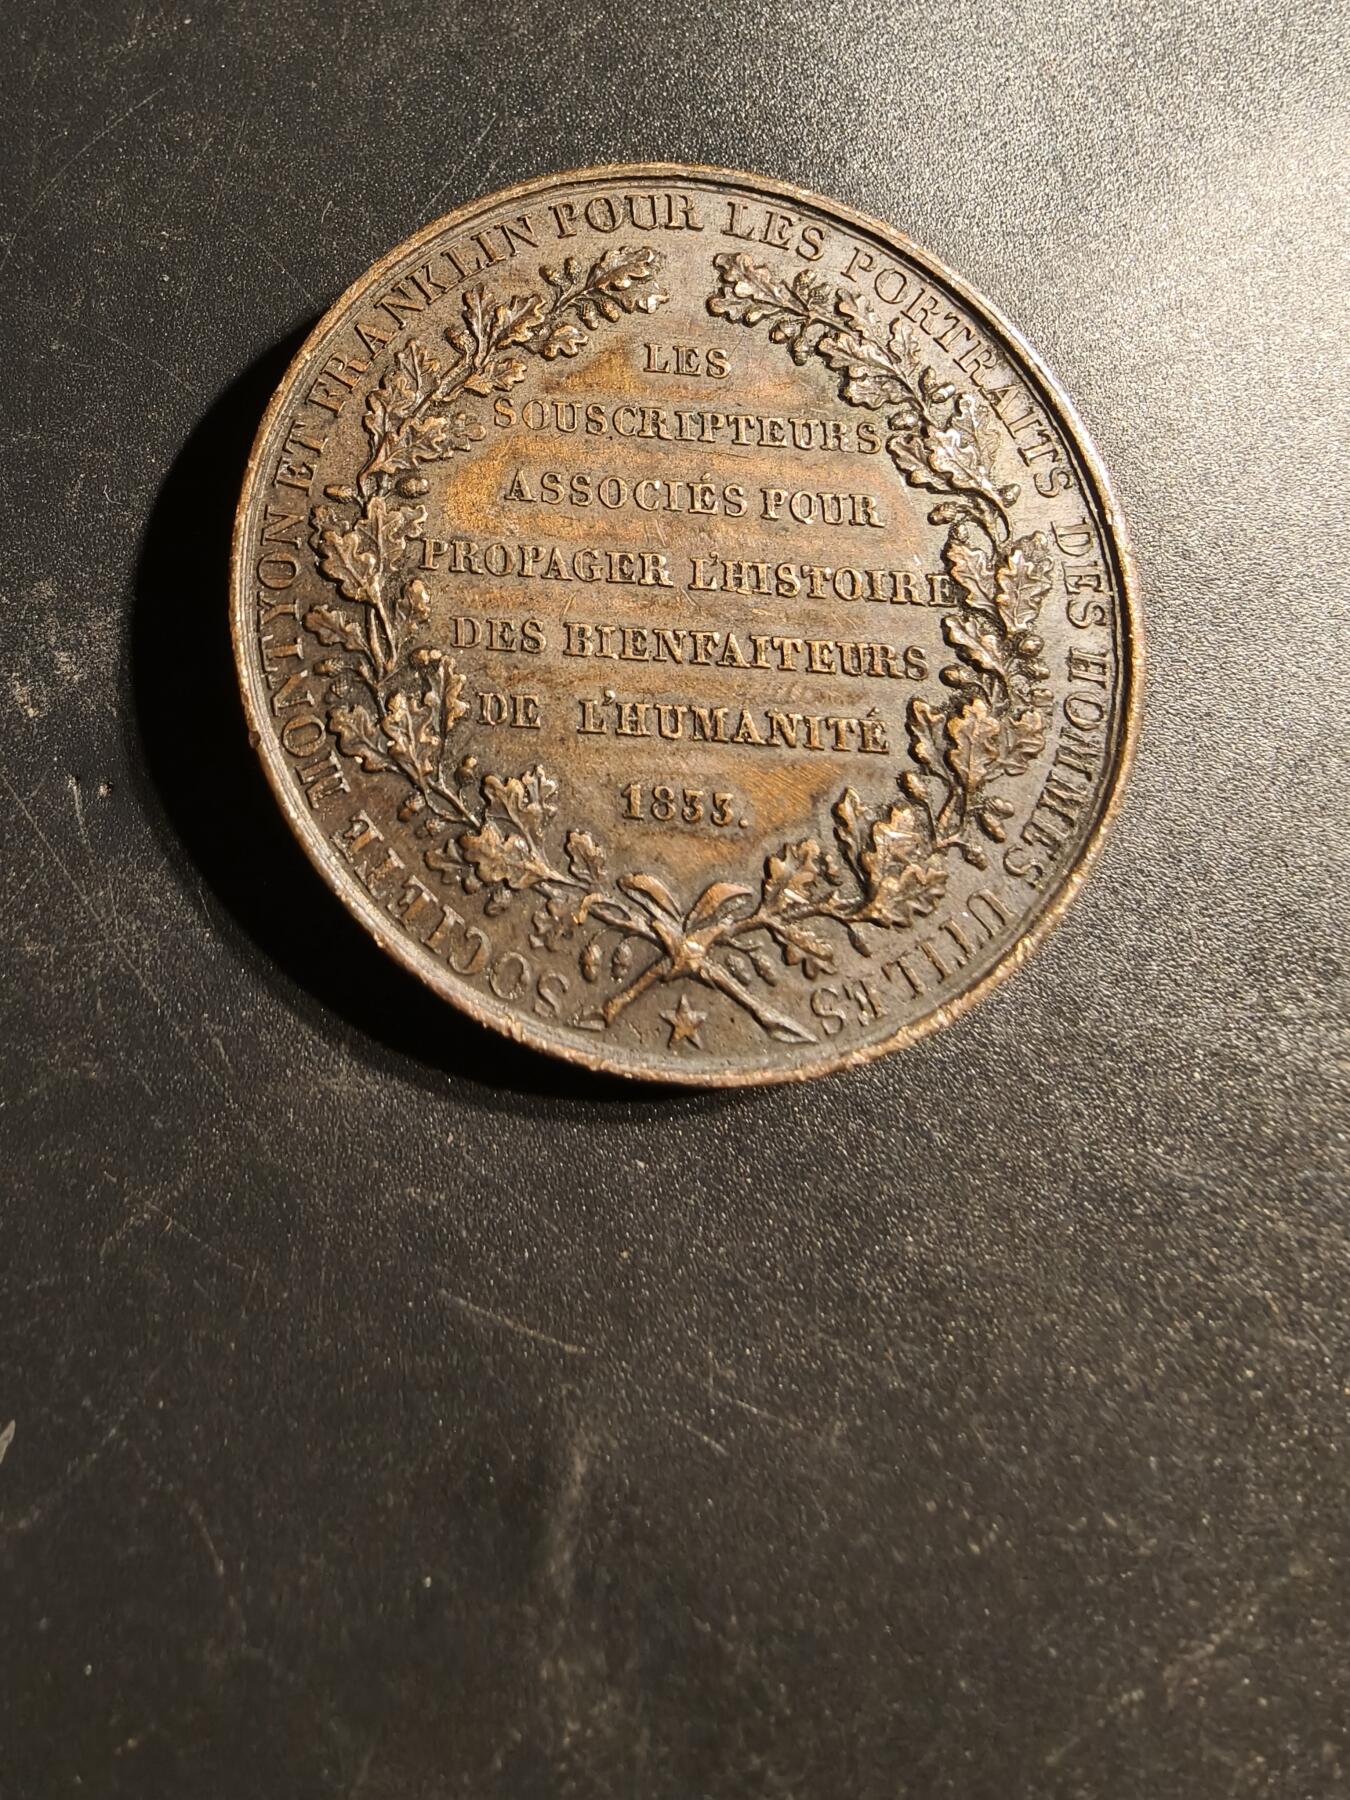 SOCIÉTÉ MONTYON ET FRANKLIN POUR LES PORTRAITS DES HOMMES UTILES
LES
SOUSCRIPTEURS
ASSOCIÉS POUR
PROPAGER L'HISTOIRE
DES BIENFAITEURS
DE L'HUMANITÉ
1833.